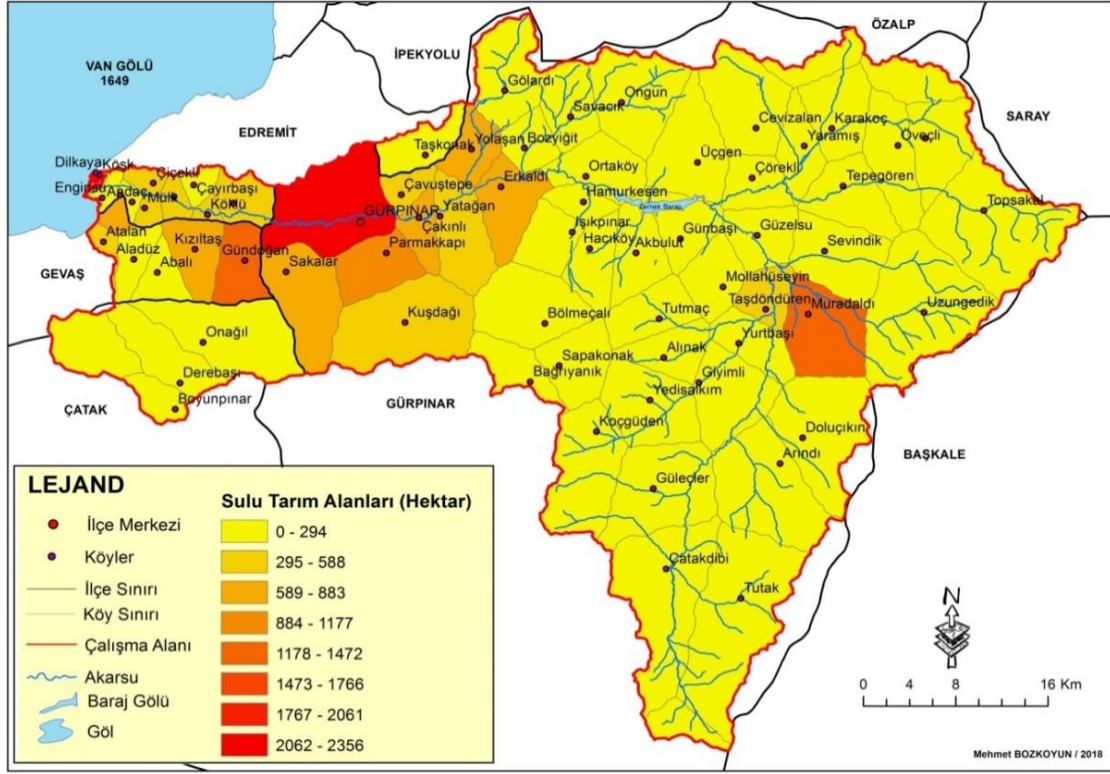 ÖZALP
VAN GÖLÜ
1649
İPEKYOLU
SARAY
EDREMİT
Gölardı
Ongun
Savacık
Cevizalan
Karakoç
Yaramış
Övecli
Taşkonak
Yolaşan
Bozyiğit
Üçgen
Ortaköy
Çörekli
Dilkaya
Köşk
Çiçekli
Enginsu
Andaç
Mülk
Çayırbaşı
Köklü
Çavuştepe
Erkaldı
Tepegören
Hamurkesen
Zernek Barajı
Topsakal
GÜRPINAR
Yatağan
Çakınlı
Işıkpınar
Hacıköy
Akbulut
Günbaşı
Güzelsu
Sevindik
Atalan
Aladüz
Abalı
Kızıltaş
Gündoğan
Parmakkapı
Sakalar
GEVAŞ
Mollahüseyin
Taşdöndüren
Muradaldı
Uzungedik
Kuşdağı
Bölmeçalı
Tutmaç
Yurtbaşı
Onağıl
Alınak
Sapakonak
Bağrıyanık
Giyimli
Derebaşı
Yedisalkım
Boyunpınar
ÇATAK
GÜRPINAR
Koçgüden
Doluçıkın
BAŞKALE
Arındı
Güleçler
Çatakdibi
Tutak
LEJAND
İlçe Merkezi
Köyler
İlçe Sınırı
Köy Sınırı
Çalışma Alanı
Akarsu
Baraj Gölü
Göl
Sulu Tarım Alanları (Hektar)
0 - 294
295 - 588
589 - 883
884 - 1177
1178 - 1472
1473 - 1766
1767 - 2061
2062 - 2356
N
0 4 8 16 Km
Mehmet BOZKOYUN / 2018